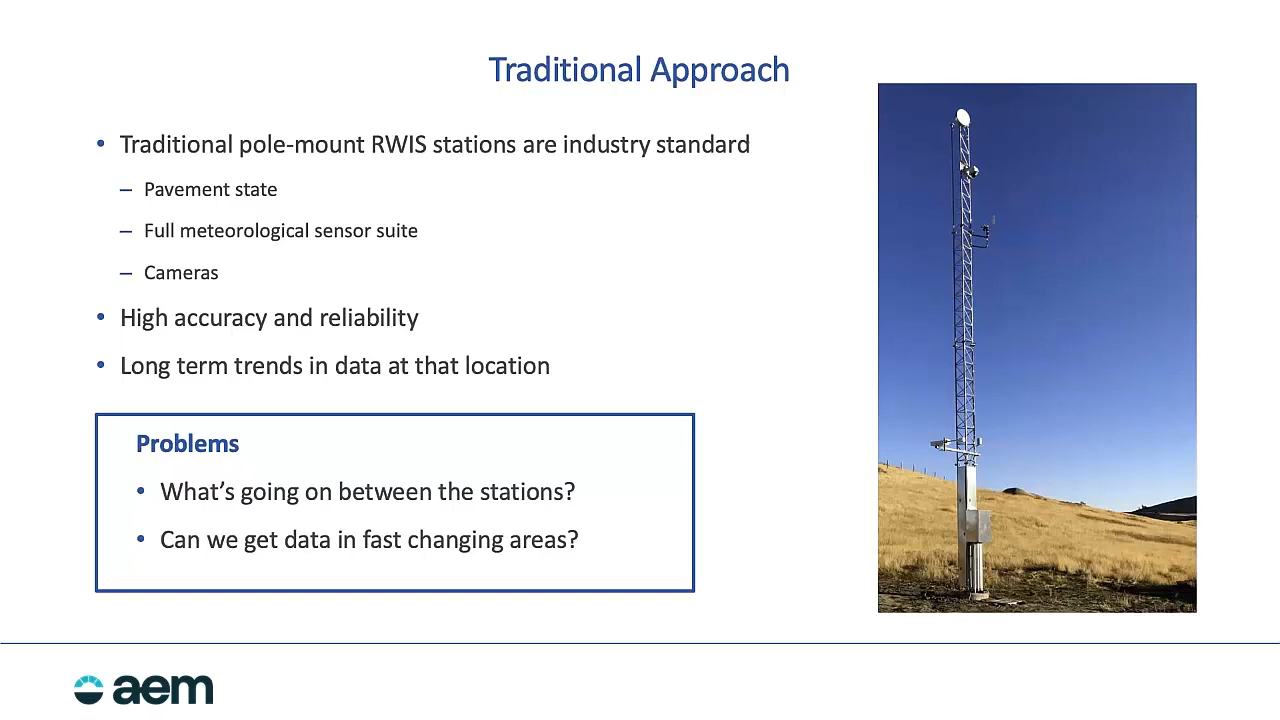 Traditional Approach
• Traditional pole-mount RWIS stations are industry standard
– Pavement state
– Full meteorological sensor suite
– Cameras
• High accuracy and reliability
• Long term trends in data at that location
Problems
• What’s going on between the stations?
• Can we get data in fast changing areas?
aem